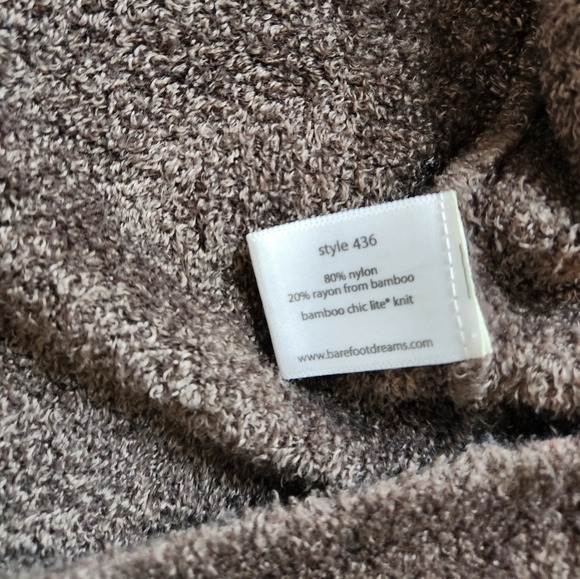 style 436
80% nylon
20% rayon from bamboo
bamboo chic lite® knit
www.barefootdreams.com